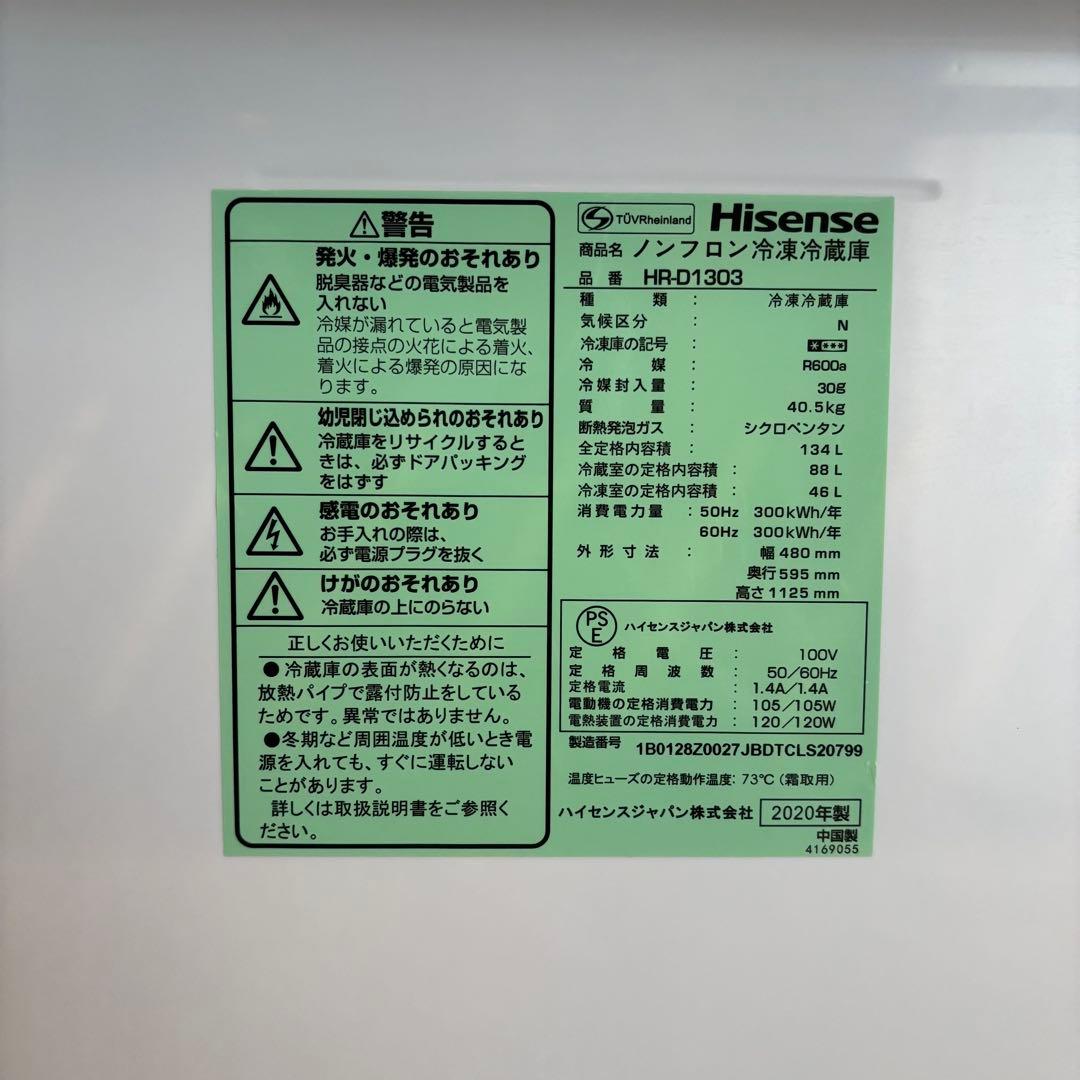 ⚠警告
発火・爆発のおそれあり
脱臭器などの電気製品を
入れない
冷媒が漏れていると電気製
品の接点の火花による着火、
着火による爆発の原因にな
ります。
幼児閉じ込められのおそれあり
冷蔵庫をリサイクルすると
きは、必ずドアパッキング
をはずす
感電のおそれあり
お手入れの際は、
必ず電源プラグを抜く
けがのおそれあり
冷蔵庫の上にのらない
正しくお使いいただくために
●冷蔵庫の表面が熱くなるのは、
放熱パイプで露付防止をしている
ためです。異常ではありません。
●冬期など周囲温度が低いとき電
源を入れても、すぐに運転しない
ことがあります。
詳しくは取扱説明書をご参照く
ださい。
TÜVRheinland Hisense
商品名 ノンフロン冷凍冷蔵庫
品番 HR-D1303
種類 : 冷凍冷蔵庫
気候区分 : N
冷凍庫の記号 : ****
冷媒 : R600a
冷媒封入量 : 30g
質量 : 40.5kg
断熱発泡ガス : シクロペンタン
全定格内容積 : 134 L
冷蔵室の定格内容積 : 88 L
冷凍室の定格内容積 : 46 L
消費電力量 : 50Hz 300kWh/年
60Hz 300kWh/年
外形寸法 : 幅 480 mm
奥行 595 mm
高さ 1125 mm
PSE ハイセンスジャパン株式会社
定格電圧 : 100V
定格周波数 : 50/60Hz
定格電流 : 1.4A/1.4A
電動機の定格消費電力 : 105/105W
電熱装置の定格消費電力 : 120/120W
製造番号 1B0128Z0027JBDTCLS20799
温度ヒューズの定格動作温度: 73℃(霜取用)
ハイセンスジャパン株式会社 2020年製
中国製
4169055